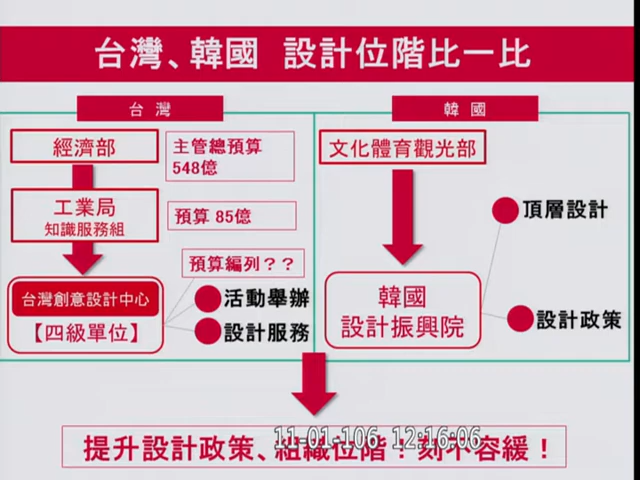 台灣、韓國 設計位階比一比
台灣
經濟部
主管總預算
548億
工業局
知識服務組
預算 85億
預算編列??
台灣創意設計中心
【四級單位】
活動舉辦
設計服務
韓國
文化體育觀光部
韓國
設計振興院
頂層設計
設計政策
提升設計政策、組織位階!刻不容緩!
11-01-106 12:16:06